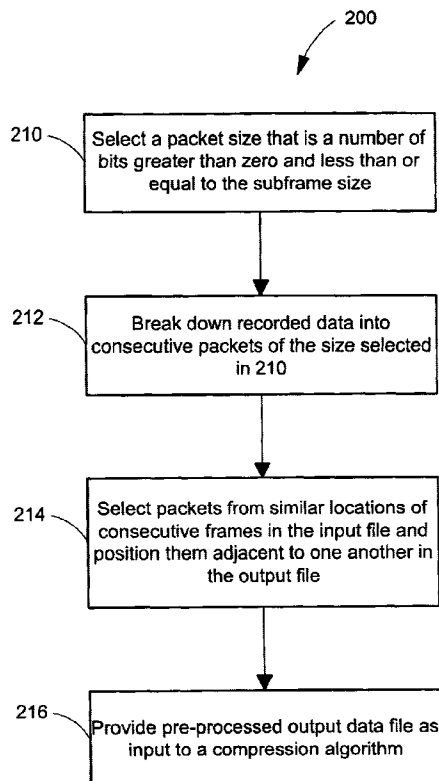 200
210
Select a packet size that is a number of
bits greater than zero and less than or
equal to the subframe size
212
Break down recorded data into
consecutive packets of the size selected
in 210
214
Select packets from similar locations of
consecutive frames in the input file and
position them adjacent to one another in
the output file
216
Provide pre-processed output data file as
input to a compression algorithm